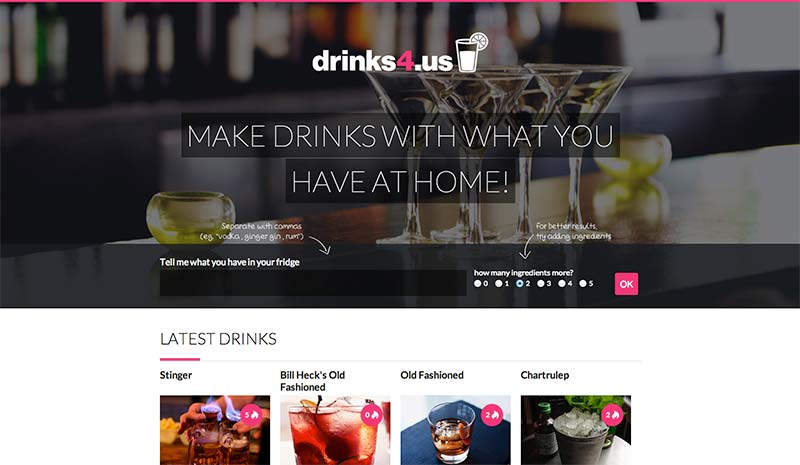 drinks4.us
MAKE DRINKS WITH WHAT YOU
HAVE AT HOME!
Separate with commas
(eg. "vodka , ginger gin , rum")
for better results,
try adding ingredients
Tell me what you have in your fridge
how many ingredients more?
0 1 2 3 4 5
OK
LATEST DRINKS
Stinger
Bill Heck's Old
Fashioned
Old Fashioned
Chartrulep
5
0
2
2